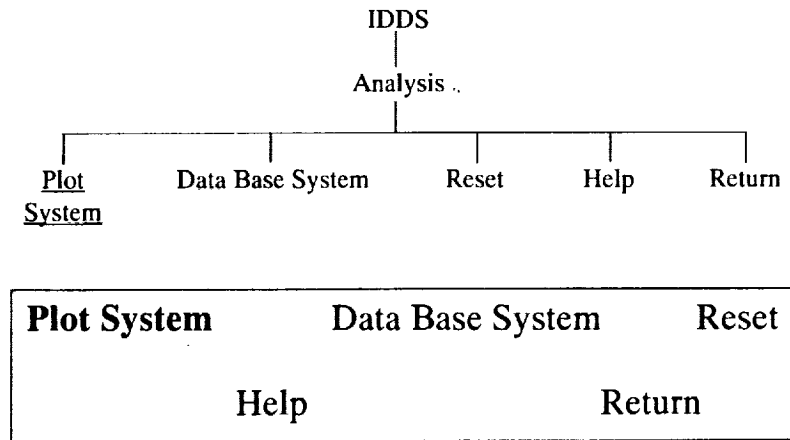 IDDS
Analysis
Plot Data Base System Reset Help Return
System
Plot System Data Base System Reset
Help Return